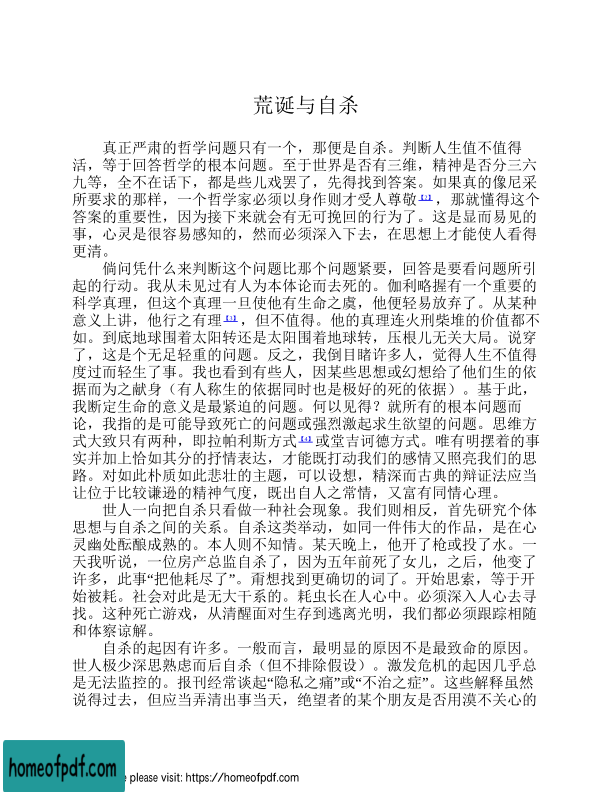 荒诞与自杀
真正严肃的哲学问题只有一个，那便是自杀。判断人生值不值得
活，等于回答哲学的根本问题。至于世界是否有三维，精神是否分三六
九等，全不在话下，都是些儿戏罢了，先得找到答案。如果真的像尼采
所要求的那样，一个哲学家必须以身作则才受人尊敬【2】，那就懂得这个
答案的重要性，因为接下来就会有无可挽回的行为了。这是显而易见的
事，心灵是很容易感知的，然而必须深入下去，在思想上才能使人看得
更清。
倘问凭什么来判断这个问题比那个问题紧要，回答是要看问题所引
起的行动。我从未见过有人为本体论而去死的。伽利略握有一个重要的
科学真理，但这个真理一旦使他有生命之虞，他便轻易放弃了。从某种
意义上讲，他行之有理【3】，但不值得。他的真理连火刑柴堆的价值都不
如。到底地球围着太阳转还是太阳围着地球转，压根儿无关大局。说穿
了，这是个无足轻重的问题。反之，我倒目睹许多人，觉得人生不值得
度过而轻生了事。我也看到有些人，因某些思想或幻想给了他们生的依
据而为之献身（有人称生的依据同时也是极好的死的依据）。基于此，
我断定生命的意义是最紧迫的问题。何以见得？就所有的根本问题而
论，我指的是可能导致死亡的问题或强烈激起求生欲望的问题。思维方
式大致只有两种，即拉帕利斯方式【4】或堂吉诃德方式。唯有明摆着的事
实并加上恰如其分的抒情表达，才能既打动我们的感情又照亮我们的思
路。对如此朴质如此悲壮的主题，可以设想，精深而古典的辩证法应当
让位于比较谦逊的精神气度，既出自人之常情，又富有同情心理。
世人一向把自杀只看做一种社会现象。我们则相反，首先研究个体
思想与自杀之间的关系。自杀这类举动，如同一件伟大的作品，是在心
灵幽处酝酿成熟的。本人则不知情。某天晚上，他开了枪或投了水。一
天我听说，一位房产总监自杀了，因为五年前死了女儿，之后，他变了
许多，此事“把他耗尽了”。甭想找到更确切的词了。开始思索，等于开
始被耗。社会对此是无大干系的。耗虫长在人心中。必须深入人心去寻
找。这种死亡游戏，从清醒面对生存到逃离光明，我们都必须跟踪相随
和体察谅解。
自杀的起因有许多。一般而言，最明显的原因不是最致命的原因。
世人极少深思熟虑而后自杀（但不排除假设）。激发危机的起因几乎总
是无法监控的。报刊经常谈起“隐私之痛”或“不治之症”。这些解释虽然
说得过去，但应当弄清出事当天，绝望者的某个朋友是否用漠不关心的
homeofpdf.com
e please visit: https://homeofpdf.com